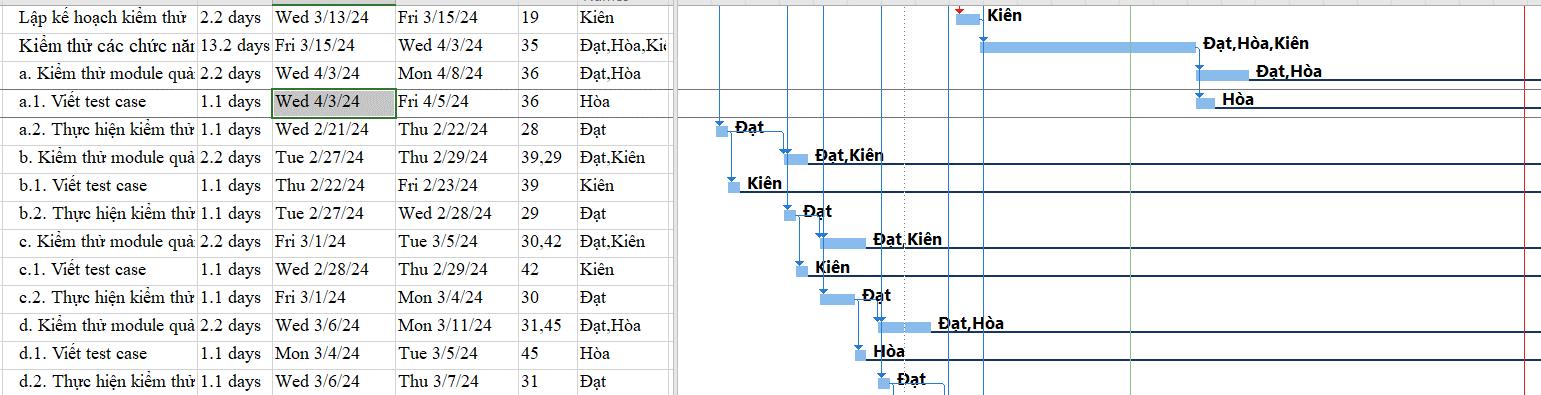 Lập kế hoạch kiểm thử 2.2 days Wed 3/13/24 Fri 3/15/24 19 Kiên Kiên
Kiểm thử các chức năn 13.2 days Fri 3/15/24 Wed 4/3/24 35 Đạt,Hòa,Kiê Đạt,Hòa,Kiên
a. Kiểm thử module quả 2.2 days Wed 4/3/24 Mon 4/8/24 36 Đạt,Hòa Đạt,Hòa
a.1. Viết test case 1.1 days Wed 4/3/24 Fri 4/5/24 36 Hòa Hòa
a.2. Thực hiện kiểm thử 1.1 days Wed 2/21/24 Thu 2/22/24 28 Đạt Đạt
b. Kiểm thử module quả 2.2 days Tue 2/27/24 Thu 2/29/24 39,29 Đạt,Kiên Đạt,Kiên
b.1. Viết test case 1.1 days Thu 2/22/24 Fri 2/23/24 39 Kiên Kiên
b.2. Thực hiện kiểm thử 1.1 days Tue 2/27/24 Wed 2/28/24 29 Đạt Đạt
c. Kiểm thử module quả 2.2 days Fri 3/1/24 Tue 3/5/24 30,42 Đạt,Kiên Đạt,Kiên
c.1. Viết test case 1.1 days Wed 2/28/24 Thu 2/29/24 42 Kiên Kiên
c.2. Thực hiện kiểm thử 1.1 days Fri 3/1/24 Mon 3/4/24 30 Đạt Đạt
d. Kiểm thử module quả 2.2 days Wed 3/6/24 Mon 3/11/24 31,45 Đạt,Hòa Đạt,Hòa
d.1. Viết test case 1.1 days Mon 3/4/24 Tue 3/5/24 45 Hòa Hòa
d.2. Thực hiện kiểm thử 1.1 days Wed 3/6/24 Thu 3/7/24 31 Đạt Đạt